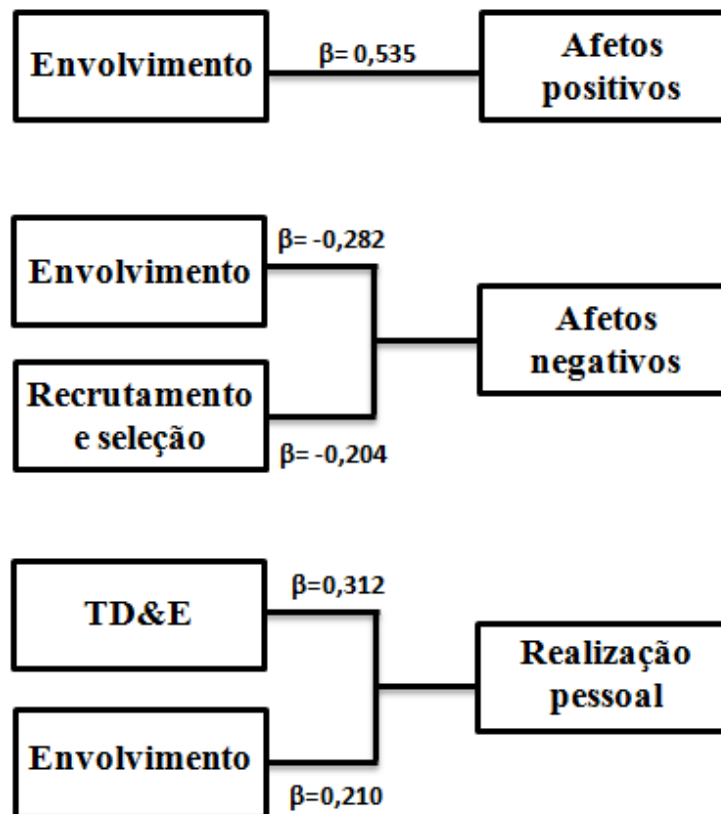 Envolvimento
β= 0,535
Afetos
positivos
Envolvimento
β= -0,282
Afetos
negativos
Recrutamento
e seleção
β= -0,204
TD&E
β=0,312
Realização
pessoal
Envolvimento
β=0,210